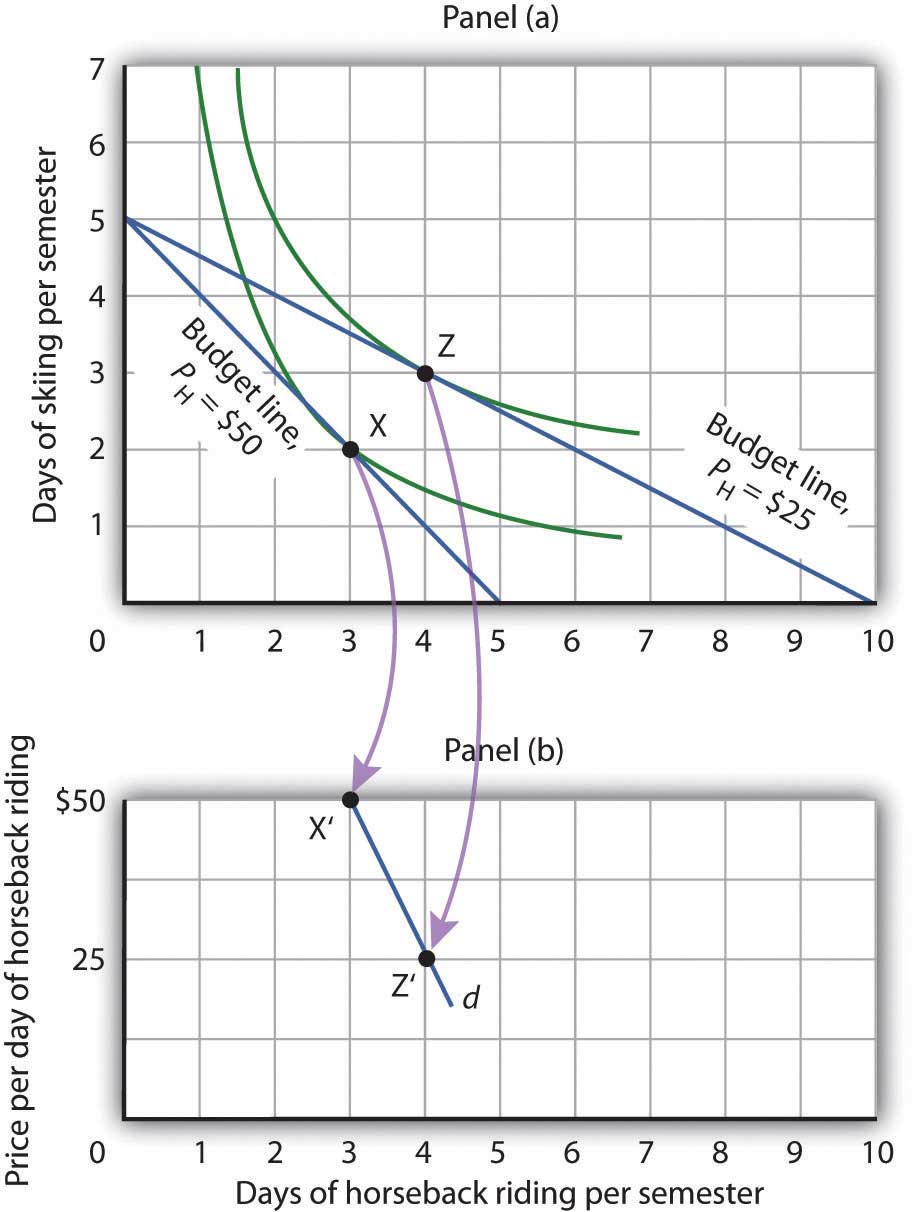 Panel (a)
Days of skiing per semester
7
6
5
4
3
2
1
0 1 2 3 4 5 6 7 8 9 10
Budget line,
P_H = $50
X
Z
Budget line,
P_H = $25
Panel (b)
Price per day of horseback riding
$50
25
X‘
Z‘
d
0 1 2 3 4 5 6 7 8 9 10
Days of horseback riding per semester